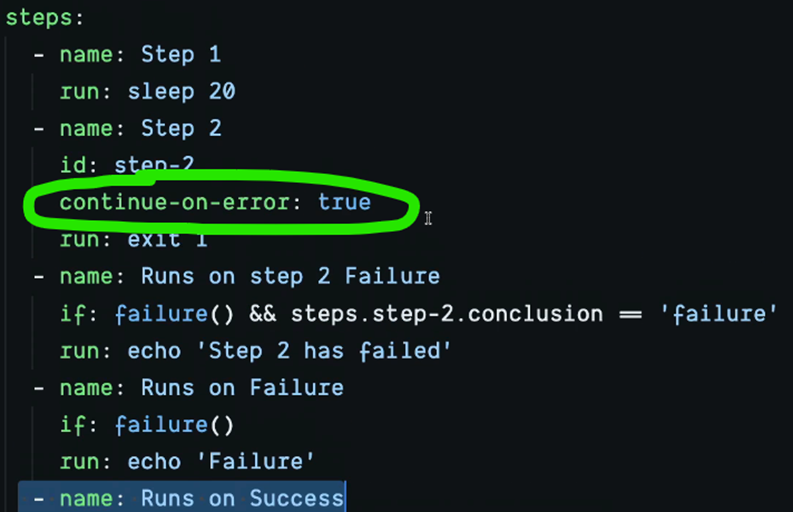 steps:
- name: Step 1
run: sleep 20
- name: Step 2
id: step-2
continue-on-error: true
run: exit 1
- name: Runs on step 2 Failure
if: failure() && steps.step-2.conclusion == 'failure'
run: echo 'Step 2 has failed'
- name: Runs on Failure
if: failure()
run: echo 'Failure'
- name: Runs on Success